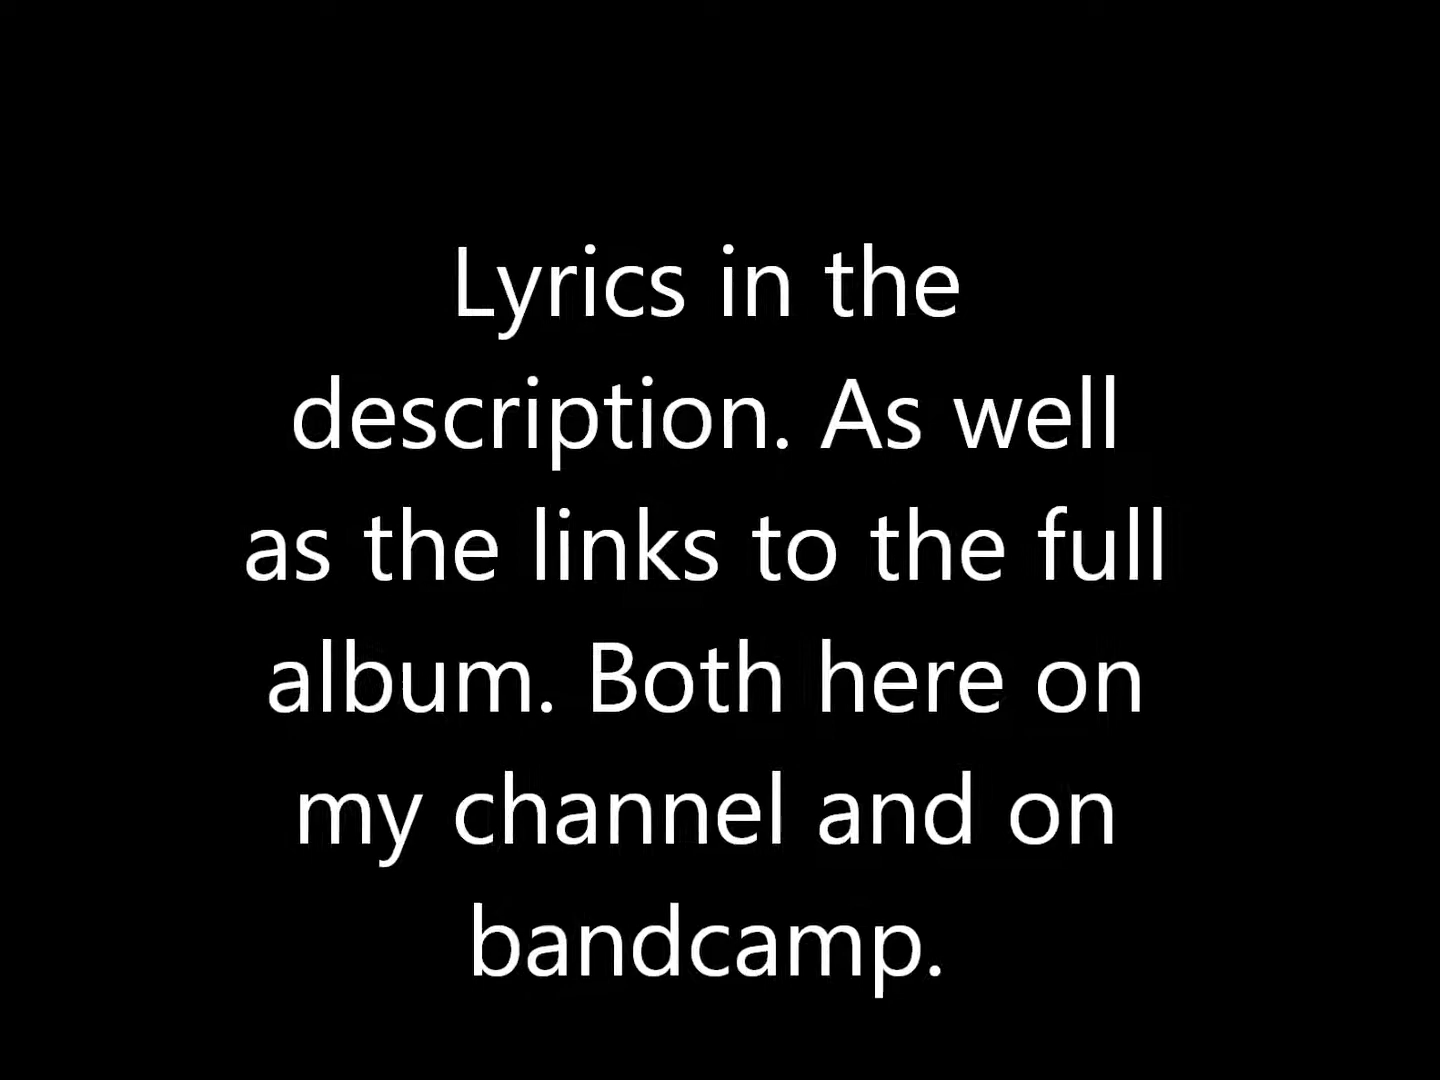 Lyrics in the
description. As well
as the links to the full
album. Both here on
my channel and on
bandcamp.